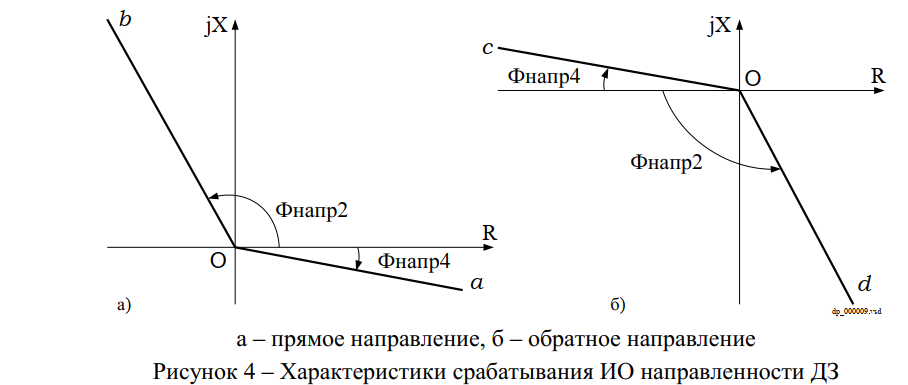 b
jX
Фнапр2
R
O
Фнапр4
a
а)
jX
c
O
R
Фнапр4
Фнапр2
d
б)
dp_000009.vsd
а – прямое направление, б – обратное направление
Рисунок 4 – Характеристики срабатывания ИО направленности ДЗ